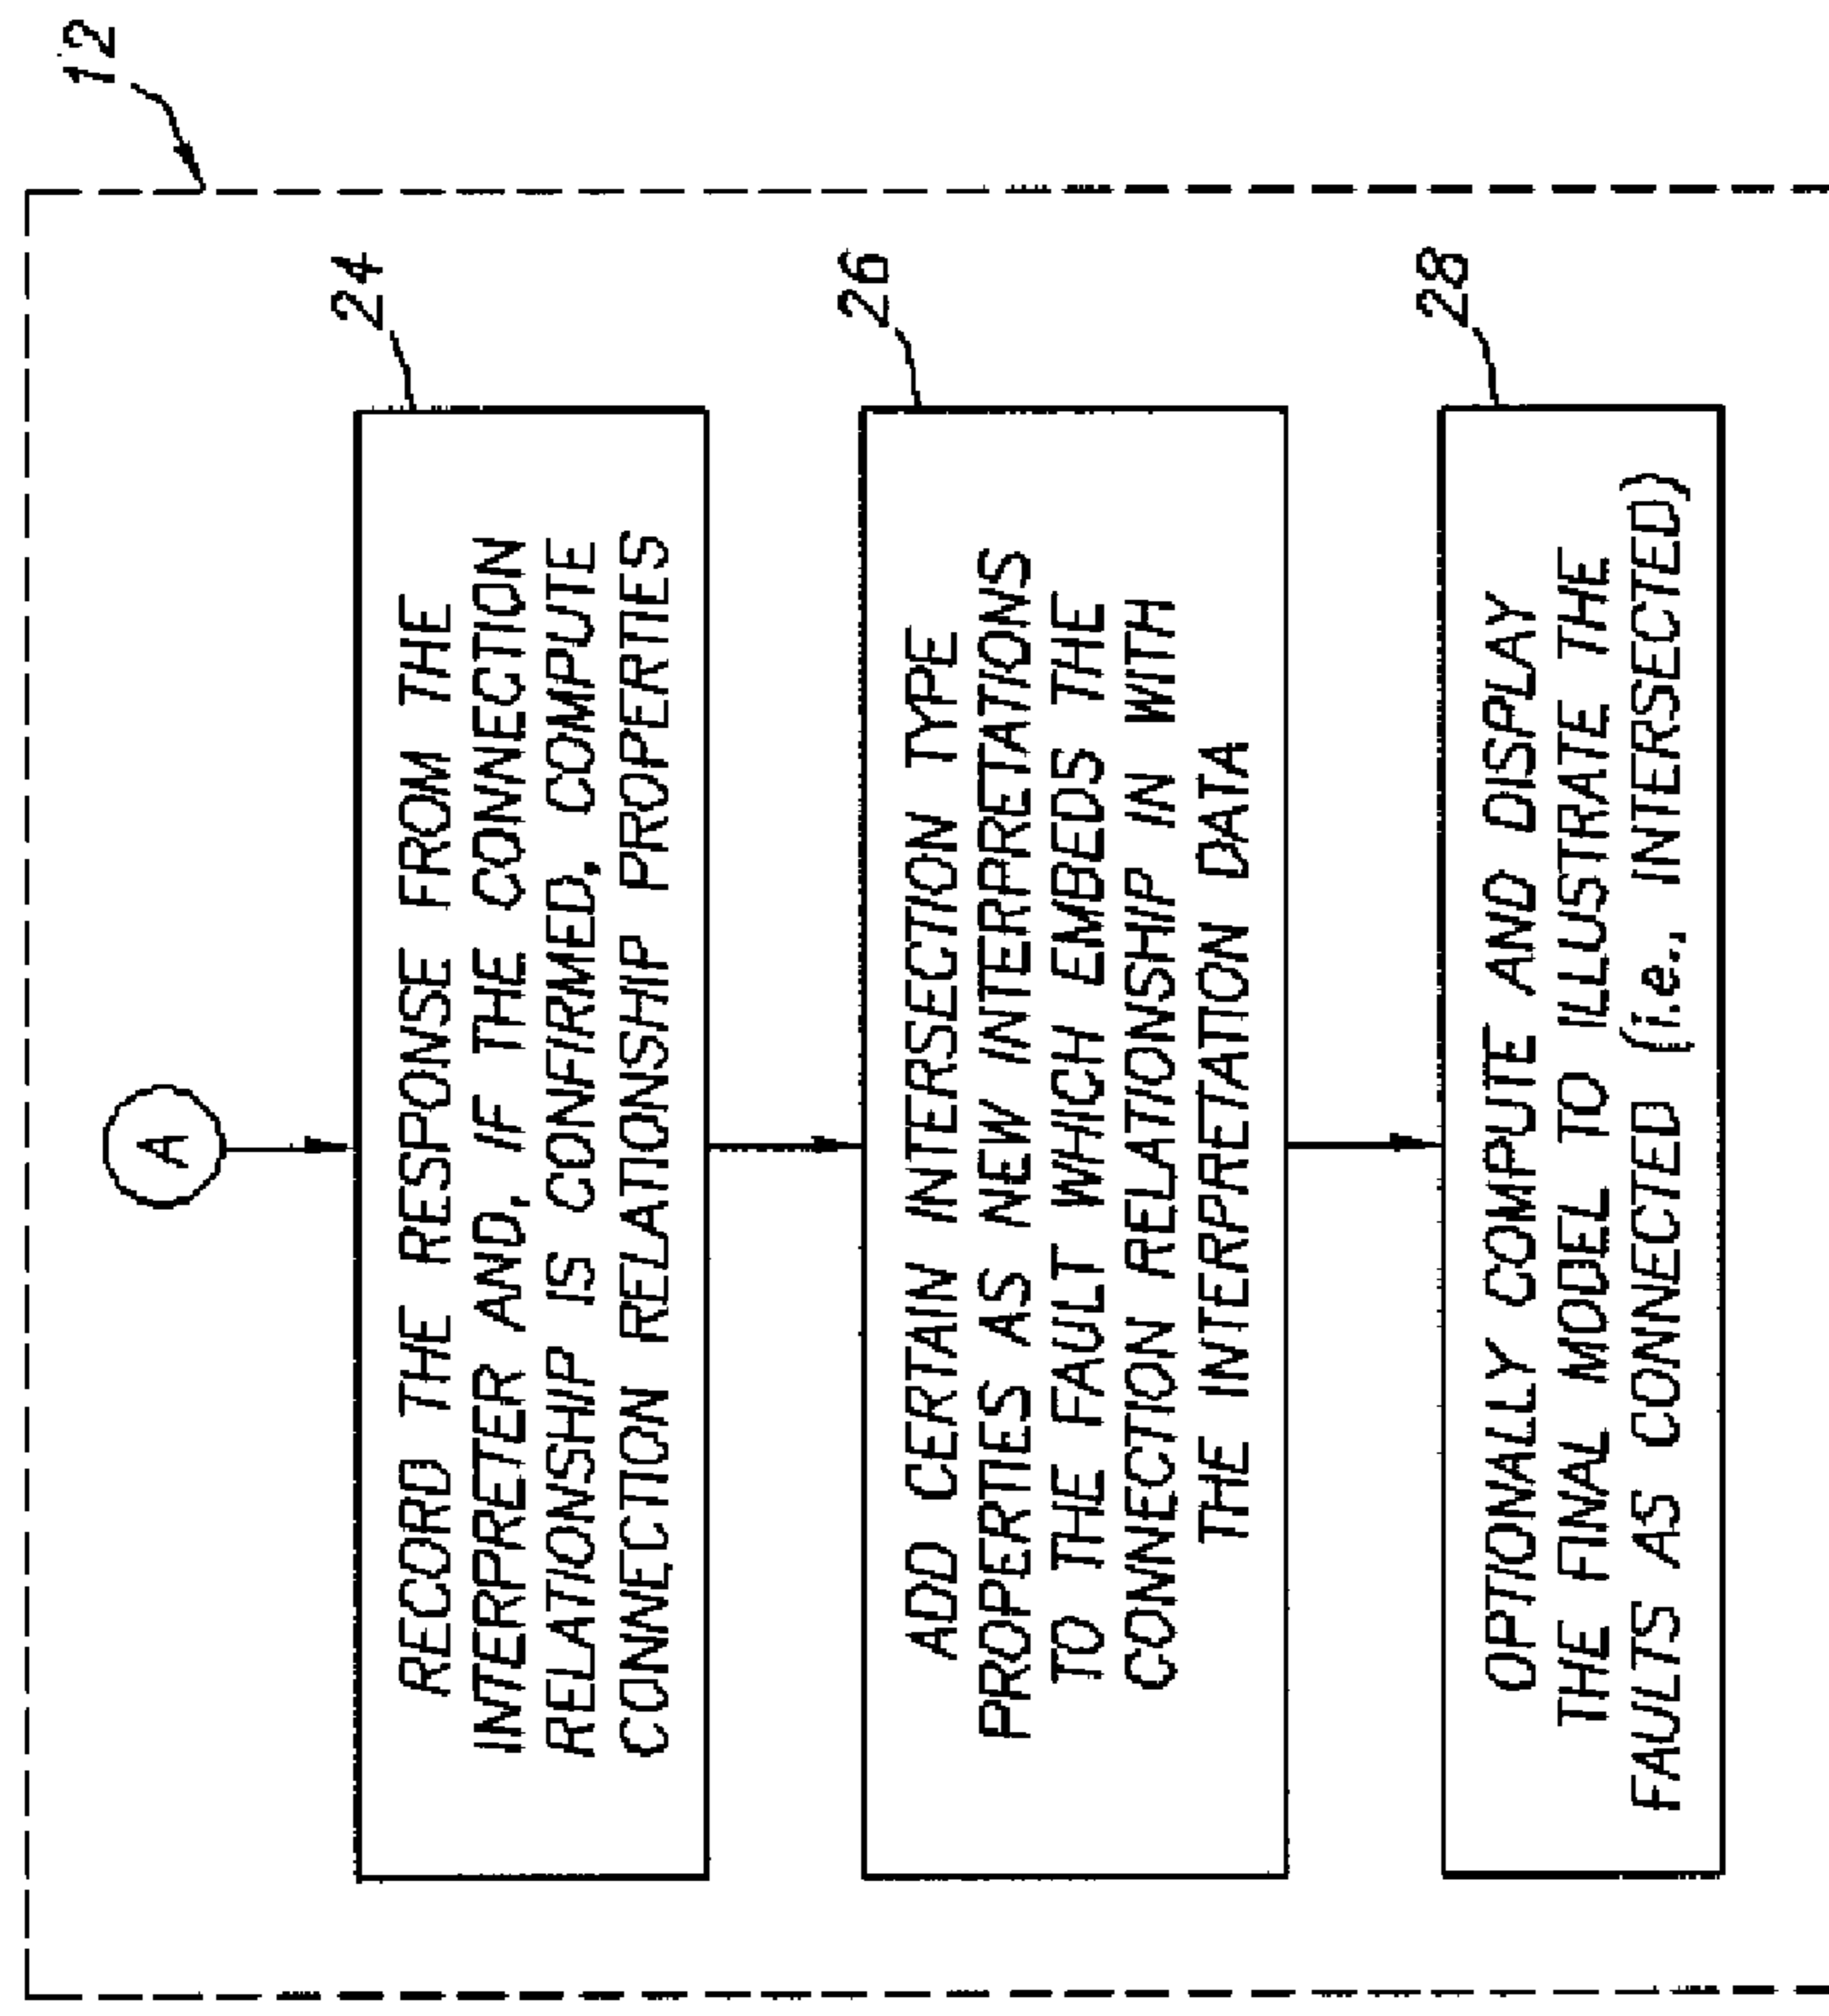 12
A
24
RECORD THE RESPONSE FROM THE
INTERPRETER AND, IF THE CONNECTION
RELATIONSHIP IS CONFIRMED, COMPUTE
CONNECTION RELATIONSHIP PROPERTIES
26
ADD CERTAIN INTERSECTION TYPE
PROPERTIES AS NEW INTERPRETATIONS
TO THE FAULT WHICH EMBEDS THE
CONNECTION RELATIONSHIP IN WITH
THE INTERPRETATION DATA
28
OPTIONALLY COMPUTE AND DISPLAY
THE FINAL MODEL TO ILLUSTRATE THE
FAULTS AS CONNECTED (i.e., INTERSECTED)